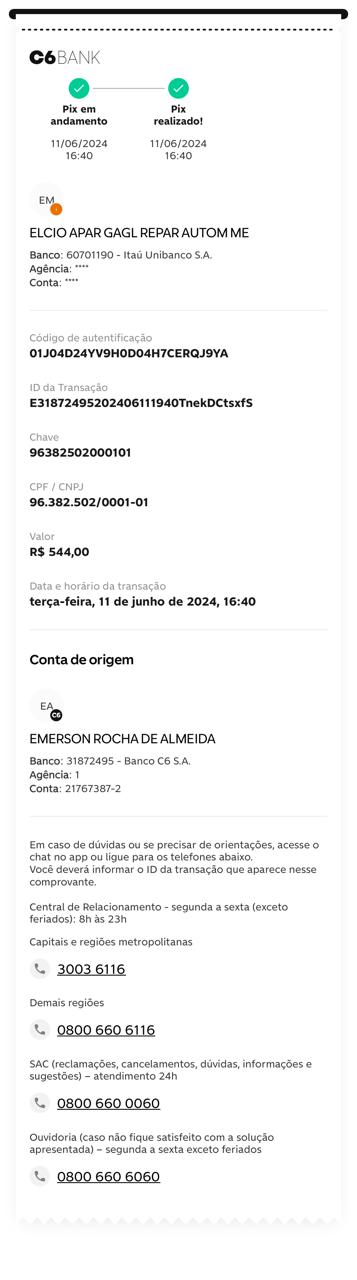 C6BANK
Pix em
andamento
Pix
realizado!
11/06/2024
16:40
11/06/2024
16:40
EM
ELCIO APAR GAGL REPAR AUTOM ME
Banco: 60701190 - Itaú Unibanco S.A.
Agência: ****
Conta: ****
Código de autentificação
01J04D24YV9H0D04H7CERQJ9YA
ID da Transação
E31872495202406111940TnekDCtsxfS
Chave
96382502000101
CPF / CNPJ
96.382.502/0001-01
Valor
R$ 544,00
Data e horário da transação
terça-feira, 11 de junho de 2024, 16:40
Conta de origem
EA
C6
EMERSON ROCHA DE ALMEIDA
Banco: 31872495 - Banco C6 S.A.
Agência: 1
Conta: 21767387-2
Em caso de dúvidas ou se precisar de orientações, acesse o
chat no app ou ligue para os telefones abaixo.
Você deverá informar o ID da transação que aparece nesse
comprovante.
Central de Relacionamento - segunda a sexta (exceto
feriados): 8h às 23h
Capitais e regiões metropolitanas
3003 6116
Demais regiões
0800 660 6116
SAC (reclamações, cancelamentos, dúvidas, informações e
sugestões) – atendimento 24h
0800 660 0060
Ouvidoria (caso não fique satisfeito com a solução
apresentada) – segunda a sexta exceto feriados
0800 660 6060